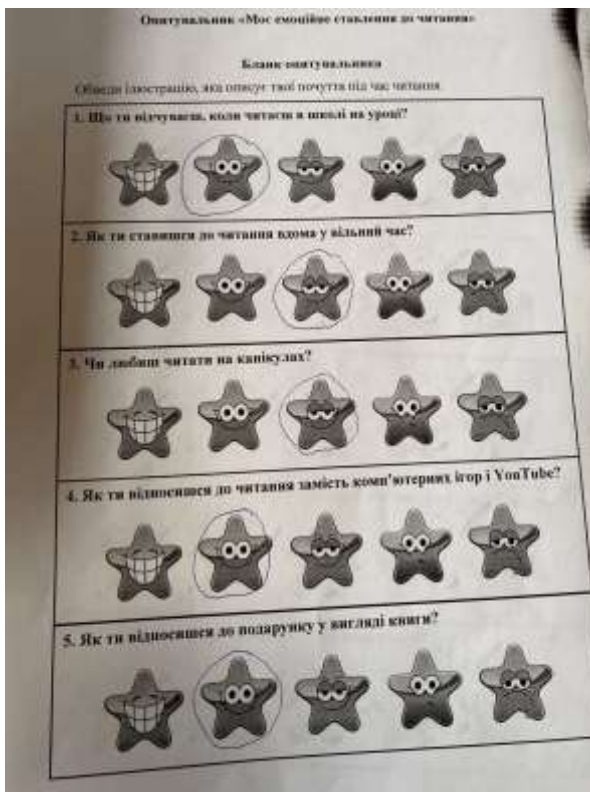 Опитувальник «Моє емоційне ставлення до читання»
Бланк опитувальника
Обведи ілюстрацію, яка описує твої почуття під час читання.
1. Що ти відчуваєш, коли читаєш в школі на уроці?
2. Як ти ставишся до читання вдома у вільний час?
3. Чи любиш читати на канікулах?
4. Як ти відносишся до читання замість комп'ютерних ігор і YouTube?
5. Як ти відносишся до подарунку у вигляді книги?